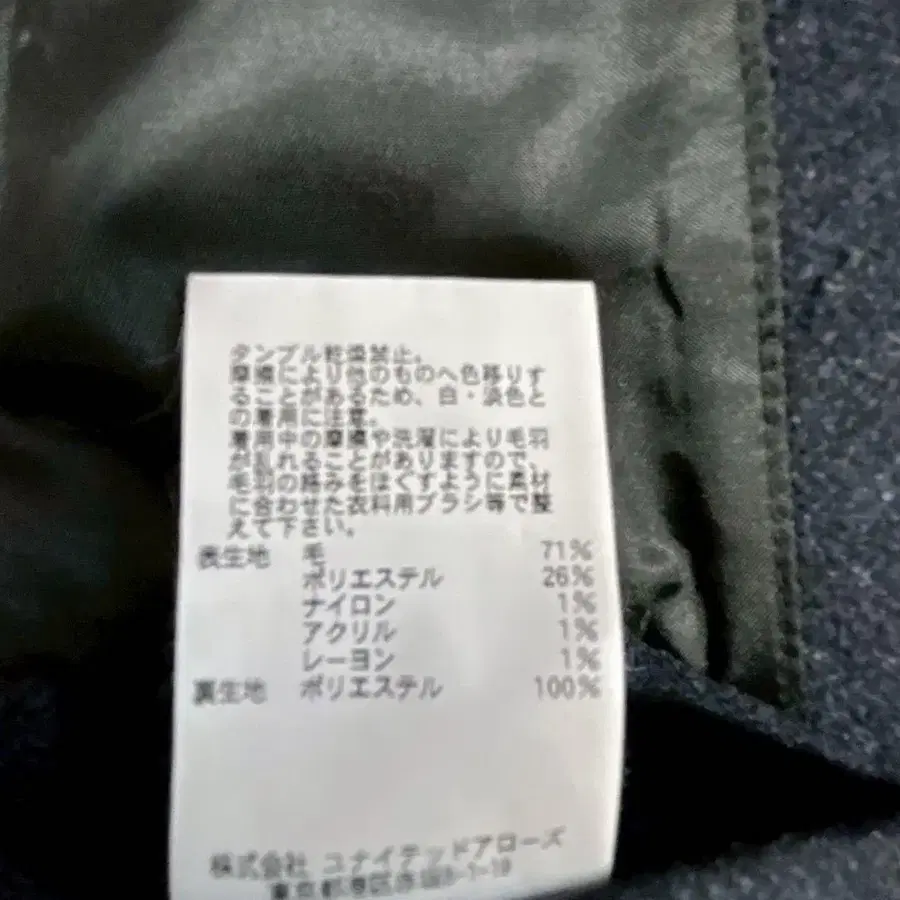 タンブル乾燥禁止。
摩擦により他のものへ色移りす
ることがあるため、白・淡色と
の着用に注意。
着用中の摩擦や洗濯により毛羽
が乱れることがありますので、
毛羽の絡みをほぐすように素材
に合わせた衣料用ブラシ等で整
えて下さい。
表生地 毛 71%
ポリエステル 26%
ナイロン 1%
アクリル 1%
レーヨン 1%
裏生地 ポリエステル 100%
株式会社 ユナイテッドアローズ
東京都港区赤